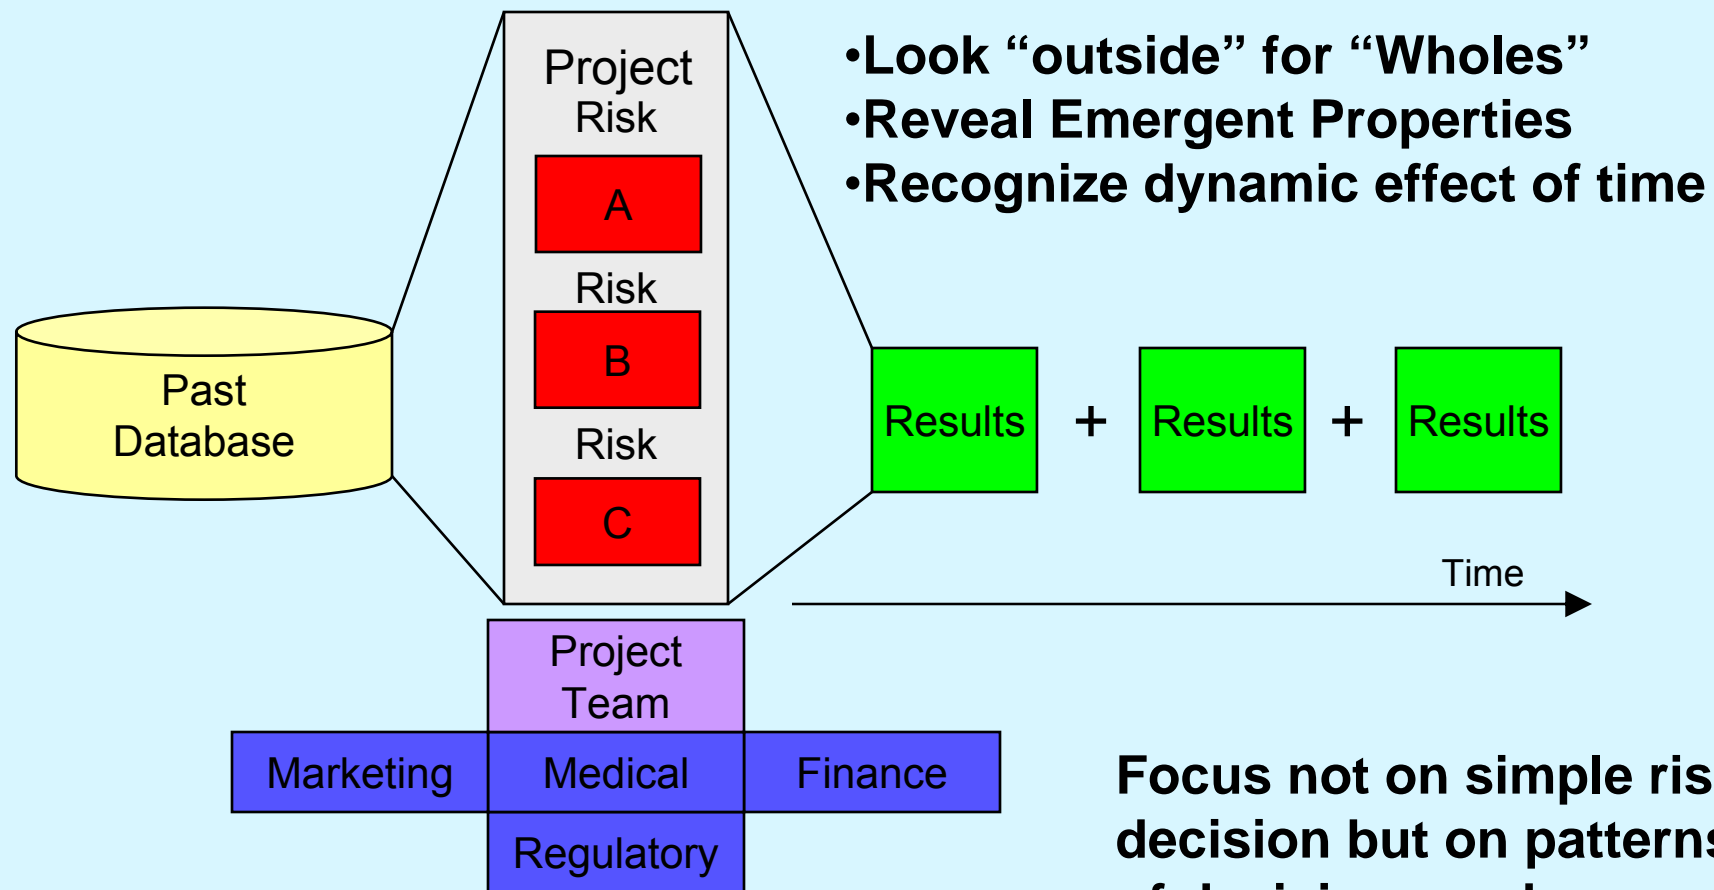 Project
Risk
A
Risk
B
Risk
C
•Look “outside” for “Wholes”
•Reveal Emergent Properties
•Recognize dynamic effect of time
Past
Database
Results + Results + Results
Time
Project
Team
Marketing Medical Finance
Regulatory
Focus not on simple ris
decision but on patterns